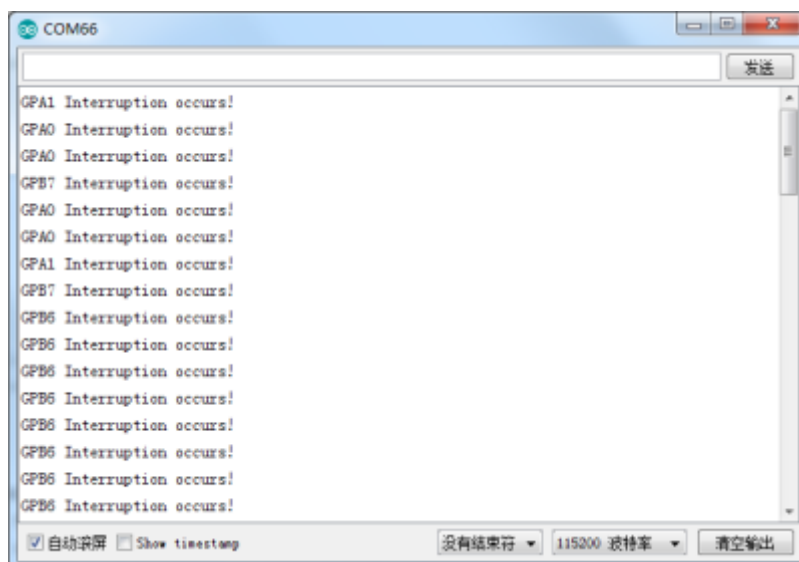 COM66
发送
GPA1 Interruption occurs!
GPA0 Interruption occurs!
GPA0 Interruption occurs!
GPB7 Interruption occurs!
GPA0 Interruption occurs!
GPA0 Interruption occurs!
GPA1 Interruption occurs!
GPB7 Interruption occurs!
GPB6 Interruption occurs!
GPB6 Interruption occurs!
GPB6 Interruption occurs!
GPB6 Interruption occurs!
GPB6 Interruption occurs!
GPB6 Interruption occurs!
GPB6 Interruption occurs!
GPB6 Interruption occurs!
自动滚屏 Show timestamp 没有结束符 115200 波特率 清空输出